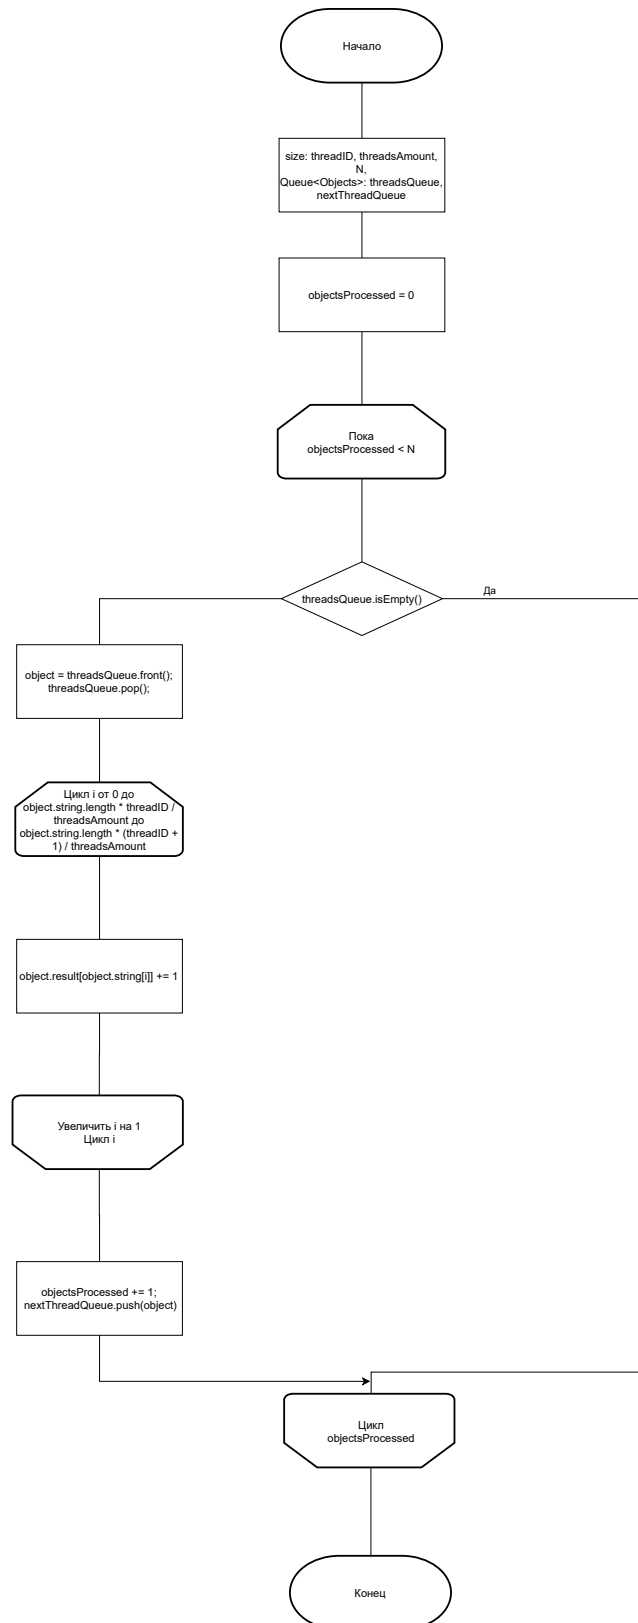 Начало
size: threadID, threadsAmount,
N,
Queue<Objects>: threadsQueue,
nextThreadQueue
objectsProcessed = 0
Пока
objectsProcessed < N
threadsQueue.isEmpty()
Да
object = threadsQueue.front();
threadsQueue.pop();
Цикл i от 0 до
object.string.length * threadID /
threadsAmount до
object.string.length * (threadID +
1) / threadsAmount
object.result[object.string[i]] += 1
Увеличить i на 1
Цикл i
objectsProcessed += 1;
nextThreadQueue.push(object)
Цикл
objectsProcessed
Конец